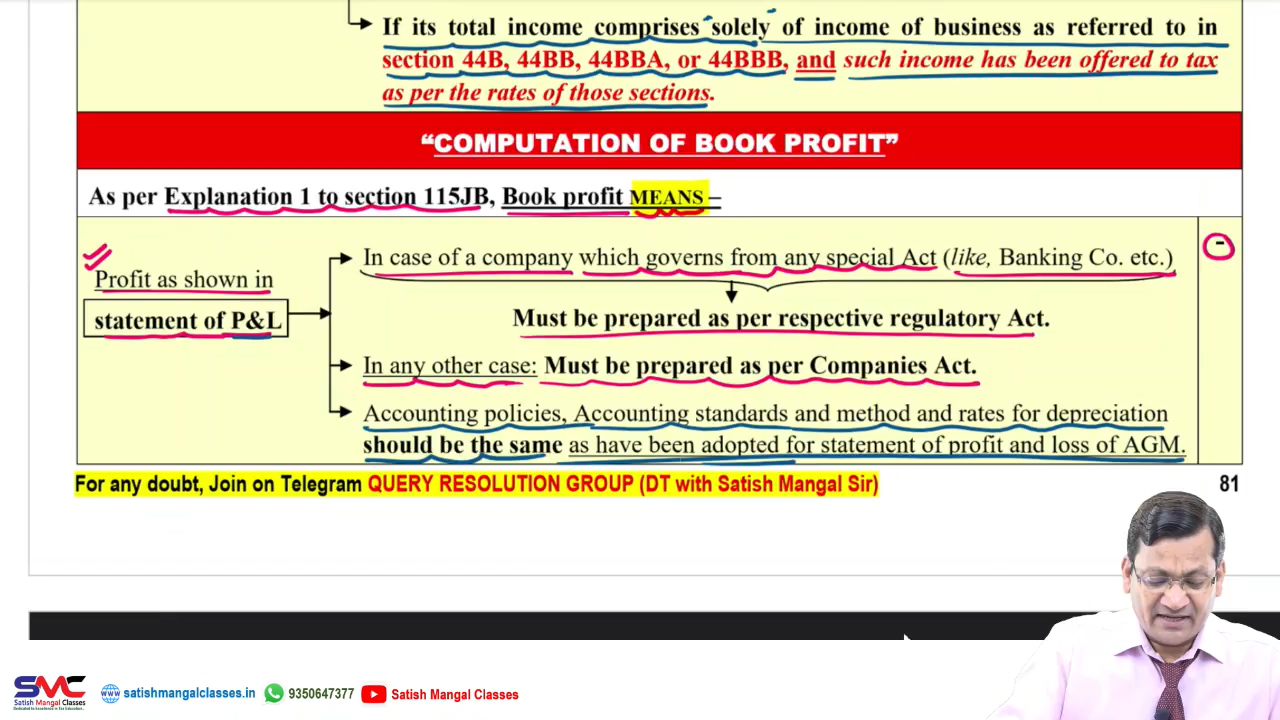 If its total income comprises solely of income of business as referred to in
section 44B, 44BB, 44BBA, or 44BBB, and such income has been offered to tax
as per the rates of those sections.
“COMPUTATION OF BOOK PROFIT”
As per Explanation 1 to section 115JB, Book profit MEANS –
Profit as shown in
statement of P&L
In case of a company which governs from any special Act (like, Banking Co. etc.)
Must be prepared as per respective regulatory Act.
In any other case: Must be prepared as per Companies Act.
Accounting policies, Accounting standards and method and rates for depreciation
should be the same as have been adopted for statement of profit and loss of AGM.
-
For any doubt, Join on Telegram QUERY RESOLUTION GROUP (DT with Satish Mangal Sir)
81
SMC
Satish Mangal Classes
satishmangalclasses.in
9350647377
Satish Mangal Classes